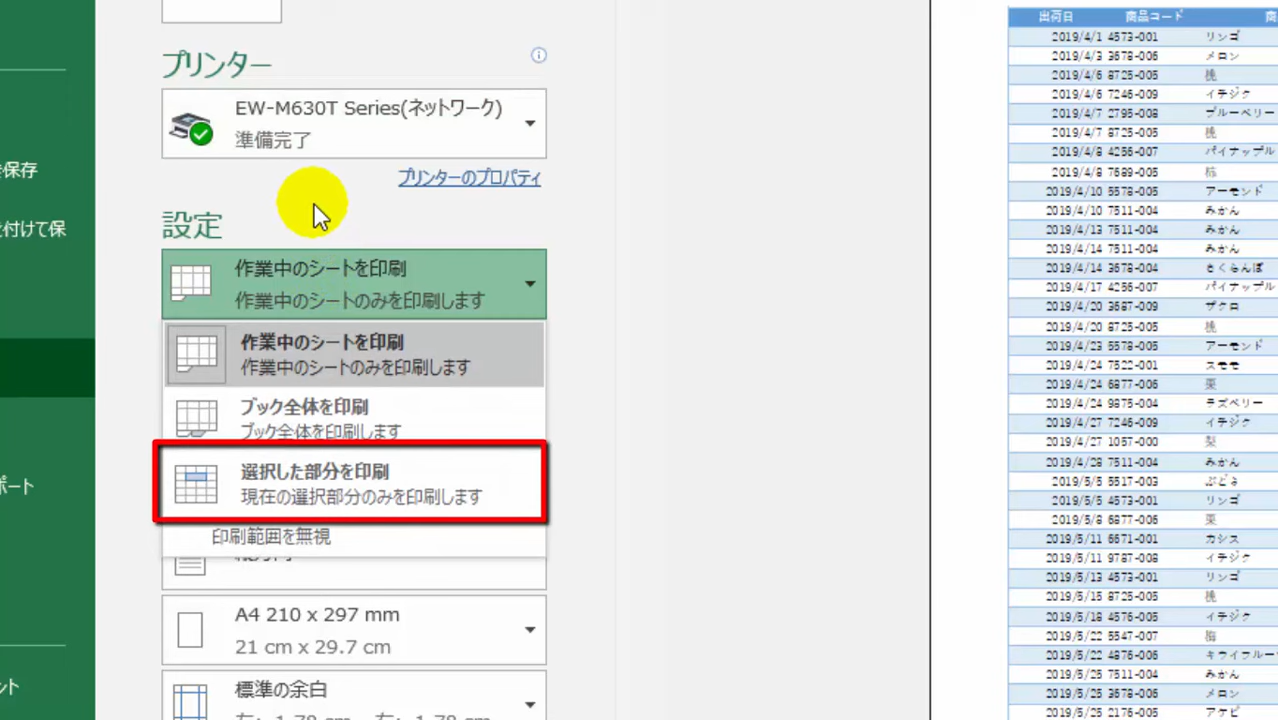 を保存
を付けて保
ポート
ント
プリンター
EW-M630T Series(ネットワーク)
準備完了
プリンターのプロパティ
設定
作業中のシートを印刷
作業中のシートのみを印刷します
作業中のシートを印刷
作業中のシートのみを印刷します
ブック全体を印刷
ブック全体を印刷します
選択した部分を印刷
現在の選択部分のみを印刷します
印刷範囲を無視
A4 210 x 297 mm
21 cm x 29.7 cm
標準の余白
出荷日 商品コード 商
2019/4/1 4573-001 リンゴ
2019/4/3 3678-006 メロン
2019/4/6 8725-005 桃
2019/4/6 7246-009 イチジク
2019/4/7 2795-008 ブルーベリー
2019/4/7 8725-005 桃
2019/4/8 4256-007 パイナップル
2019/4/8 7689-005 柿
2019/4/10 5578-005 アーモンド
2019/4/10 7511-004 みかん
2019/4/13 7511-004 みかん
2019/4/14 7511-004 みかん
2019/4/14 3678-004 さくらんぼ
2019/4/17 4256-007 パイナップル
2019/4/20 3687-009 ザクロ
2019/4/20 8725-005 桃
2019/4/23 5578-005 アーモンド
2019/4/24 7522-001 スモモ
2019/4/24 6877-006 栗
2019/4/24 9875-004 ラズベリー
2019/4/27 7246-009 イチジク
2019/4/27 1057-000 梨
2019/4/28 7511-004 みかん
2019/5/5 5517-003 ぶどう
2019/5/5 4573-001 リンゴ
2019/5/8 6877-006 栗
2019/5/11 6671-001 カシス
2019/5/11 9787-008 イチジク
2019/5/13 4573-001 リンゴ
2019/5/15 8725-005 桃
2019/5/18 4576-005 イチジク
2019/5/22 5547-007 梅
2019/5/22 4876-006 キウイフルー
2019/5/25 7511-004 みかん
2019/5/25 3678-006 メロン
2019/5/25 2176-005 アケビ